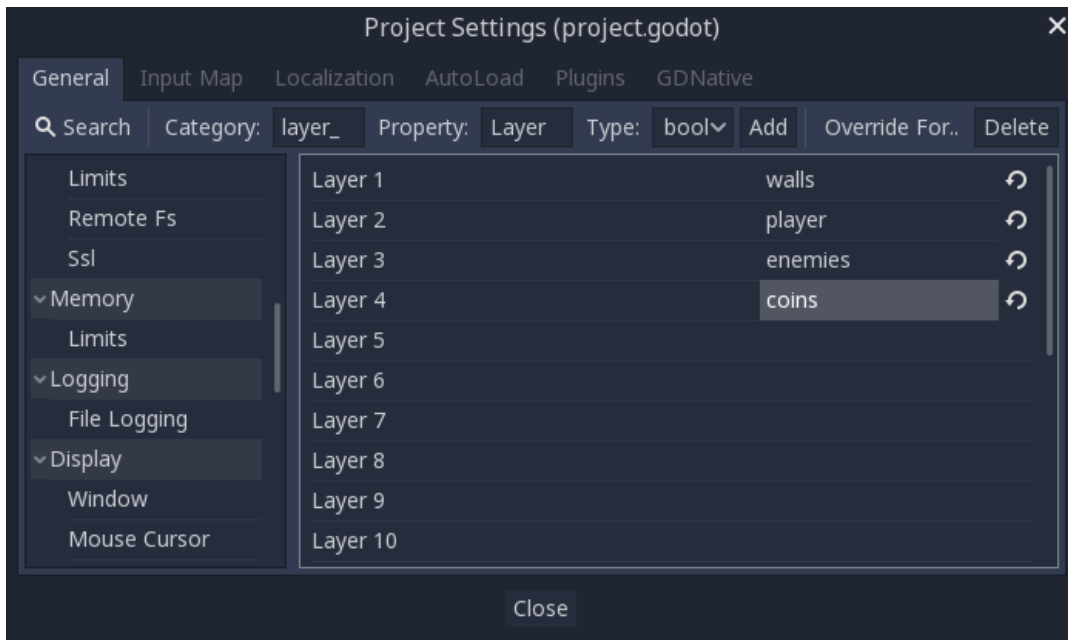 Project Settings (project.godot)
General Input Map Localization AutoLoad Plugins GDNative
Search Category: layer_ Property: Layer Type: bool Add Override For.. Delete
Limits
Remote Fs
Ssl
Memory
Limits
Logging
File Logging
Display
Window
Mouse Cursor
Layer 1 walls
Layer 2 player
Layer 3 enemies
Layer 4 coins
Layer 5
Layer 6
Layer 7
Layer 8
Layer 9
Layer 10
Close